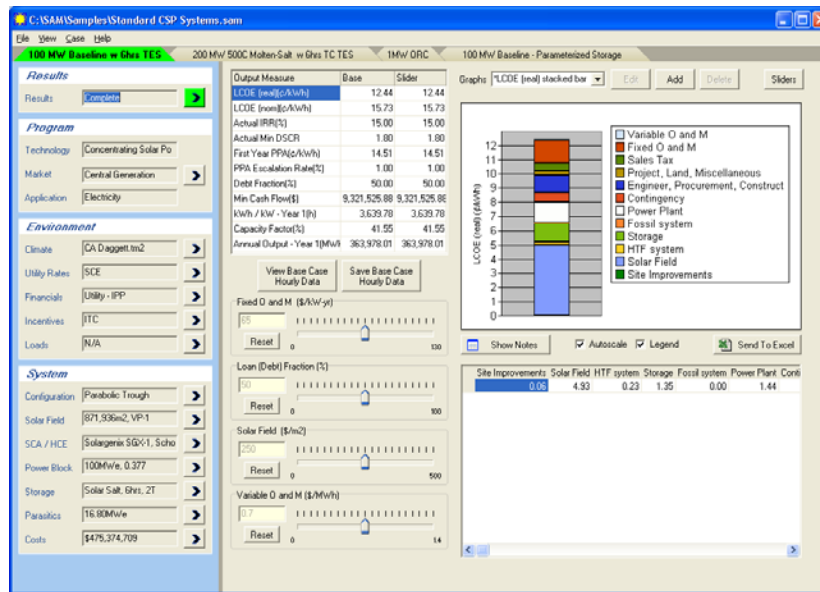 C:\SAM\Samples\Standard CSP Systems.sam
File View Case Help
100 MW Baseline w 6hrs TES
200 MW 500C Molten-Salt w 6hrs TC TES
1MW ORC
100 MW Baseline - Parameterized Storage
Results
Results Complete
Program
Technology Concentrating Solar Po
Market Central Generation
Application Electricity
Environment
Climate CA Daggett.tm2
Utility Rates SCE
Financials Utility - IPP
Incentives ITC
Loads N/A
System
Configuration Parabolic Trough
Solar Field 871,936m2, VP-1
SCA / HCE Solargenix SGX-1, Scho
Power Block 100MWe, 0.377
Storage Solar Salt, 6hrs, 2T
Parasitics 16.80MWe
Costs $475,374,709
Output Measure Base Slider
LCOE (real)(¢/kWh) 12.44 12.44
LCOE (nom)(¢/kWh) 15.73 15.73
Actual IRR(%) 15.00 15.00
Actual Min DSCR 1.80 1.80
First Year PPA(¢/kWh) 14.51 14.51
PPA Escalation Rate(%) 1.00 1.00
Debt Fraction(%) 50.00 50.00
Min Cash Flow($) 9,321,525.88 9,321,525.88
kWh / kW - Year 1(h) 3,639.78 3,639.78
Capacity Factor(%) 41.55 41.55
Annual Output - Year 1(MWh 363,978.01 363,978.01
View Base Case Hourly Data
Save Base Case Hourly Data
Fixed O and M ($/kW-yr)
65
Reset 0 130
Loan (Debt) Fraction (%)
50
Reset 0 100
Solar Field ($/m2)
250
Reset 0 500
Variable O and M ($/MWh)
0.7
Reset 0 1.4
Graphs "LCOE (real) stacked bar Edit Add Delete Sliders
LCOE (real) (¢/kWh)
12
11
10
9
8
7
6
5
4
3
2
1
0
Variable O and M
Fixed O and M
Sales Tax
Project, Land, Miscellaneous
Engineer, Procurement, Construct
Contingency
Power Plant
Fossil system
Storage
HTF system
Solar Field
Site Improvements
Show Notes Autoscale Legend Send To Excel
Site Improvements Solar Field HTF system Storage Fossil system Power Plant Conti
0.06 4.93 0.23 1.35 0.00 1.44